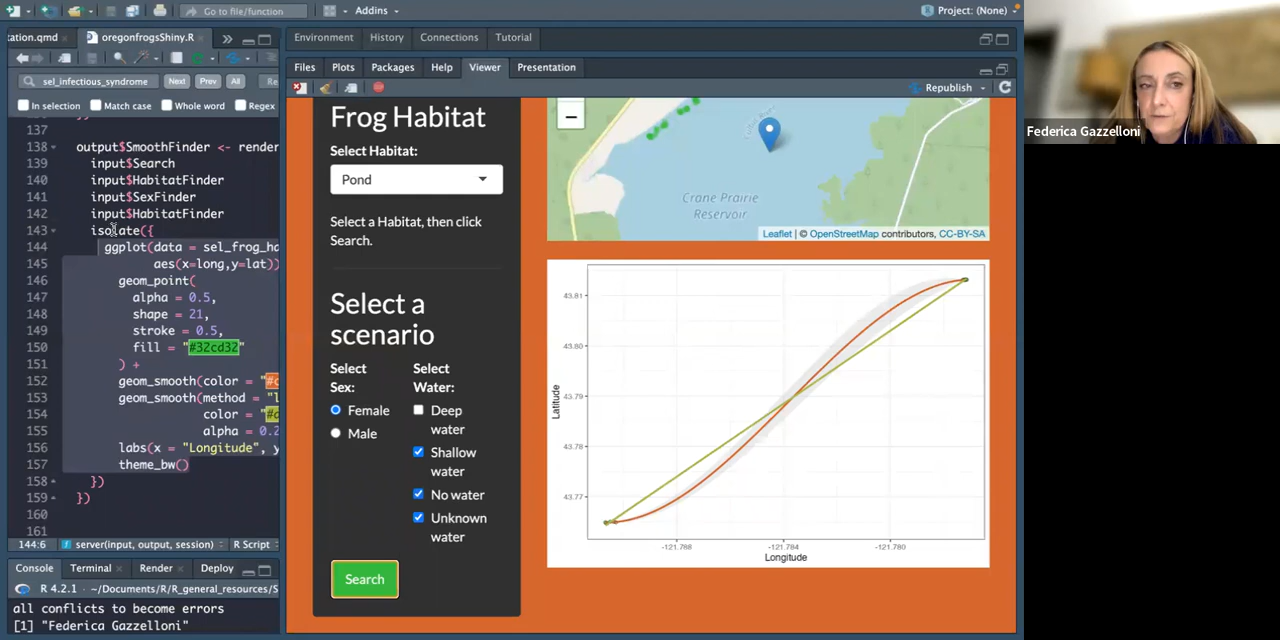 Go to file/function
Addins
Project: (None)
tation.qmd
oregonfrogsShiny.R
sel_infectious_syndrome
Next
Prev
All
Re
In selection
Match case
Whole word
Regex
137
138 output$SmoothFinder <- render
139 input$Search
140 input$HabitatFinder
141 input$SexFinder
142 input$HabitatFinder
143 isolate({
144 ggplot(data = sel_frog_ha
145 aes(x=long,y=lat))
146 geom_point(
147 alpha = 0.5,
148 shape = 21,
149 stroke = 0.5,
150 fill = "#32cd32"
151 ) +
152 geom_smooth(color = "#c
153 geom_smooth(method = "l
154 color = "#a
155 alpha = 0.2
156 labs(x = "Longitude", y
157 theme_bw()
158 })
159 })
160
161
144:6
server(input, output, session)
R Script
Console
Terminal
Render
Deploy
R 4.2.1 · ~/Documents/R/R_general_resources/S
all conflicts to become errors
[1] "Federica Gazzelloni"
Environment
History
Connections
Tutorial
Files
Plots
Packages
Help
Viewer
Presentation
Republish
Frog Habitat
Select Habitat:
Pond
Select a Habitat, then click
Search.
Select a
scenario
Select
Sex:
Female
Male
Select
Water:
Deep
water
Shallow
water
No water
Unknown
water
Search
−
Crane Prairie
Reservoir
Leaflet | © OpenStreetMap contributors, CC-BY-SA
43.81
43.80
43.79
43.78
43.77
Latitude
-121.788
-121.784
-121.780
Longitude
Federica Gazzelloni